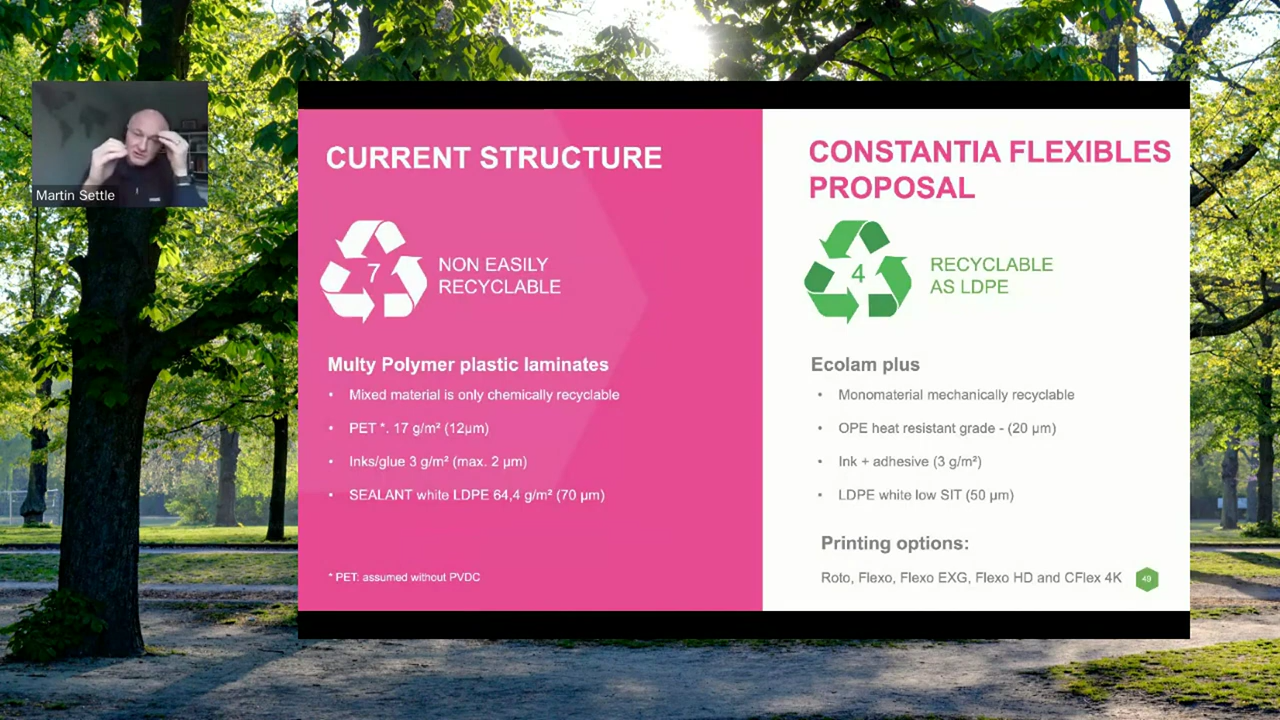 Martin Settle
CURRENT STRUCTURE
7
NON EASILY
RECYCLABLE
Multy Polymer plastic laminates
• Mixed material is only chemically recyclable
• PET *. 17 g/m² (12µm)
• Inks/glue 3 g/m² (max. 2 µm)
• SEALANT white LDPE 64,4 g/m² (70 µm)
* PET: assumed without PVDC
CONSTANTIA FLEXIBLES
PROPOSAL
4
RECYCLABLE
AS LDPE
Ecolam plus
• Monomaterial mechanically recyclable
• OPE heat resistant grade - (20 µm)
• Ink + adhesive (3 g/m²)
• LDPE white low SIT (50 µm)
Printing options:
Roto, Flexo, Flexo EXG, Flexo HD and CFlex 4K
49